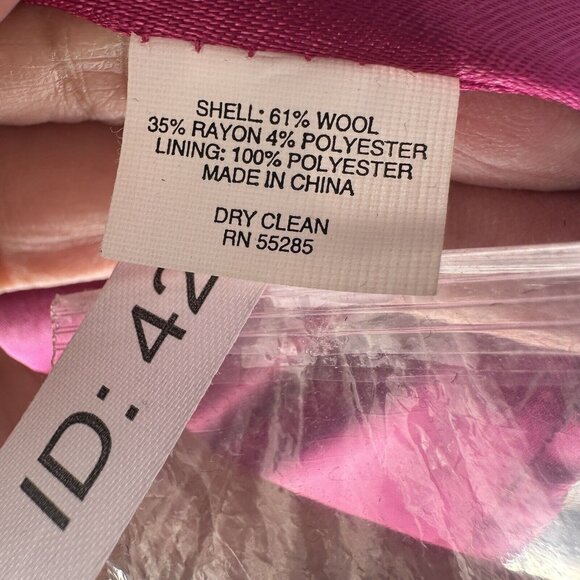 SHELL: 61% WOOL
35% RAYON 4% POLYESTER
LINING: 100% POLYESTER
MADE IN CHINA
DRY CLEAN
RN 55285
ID: 42